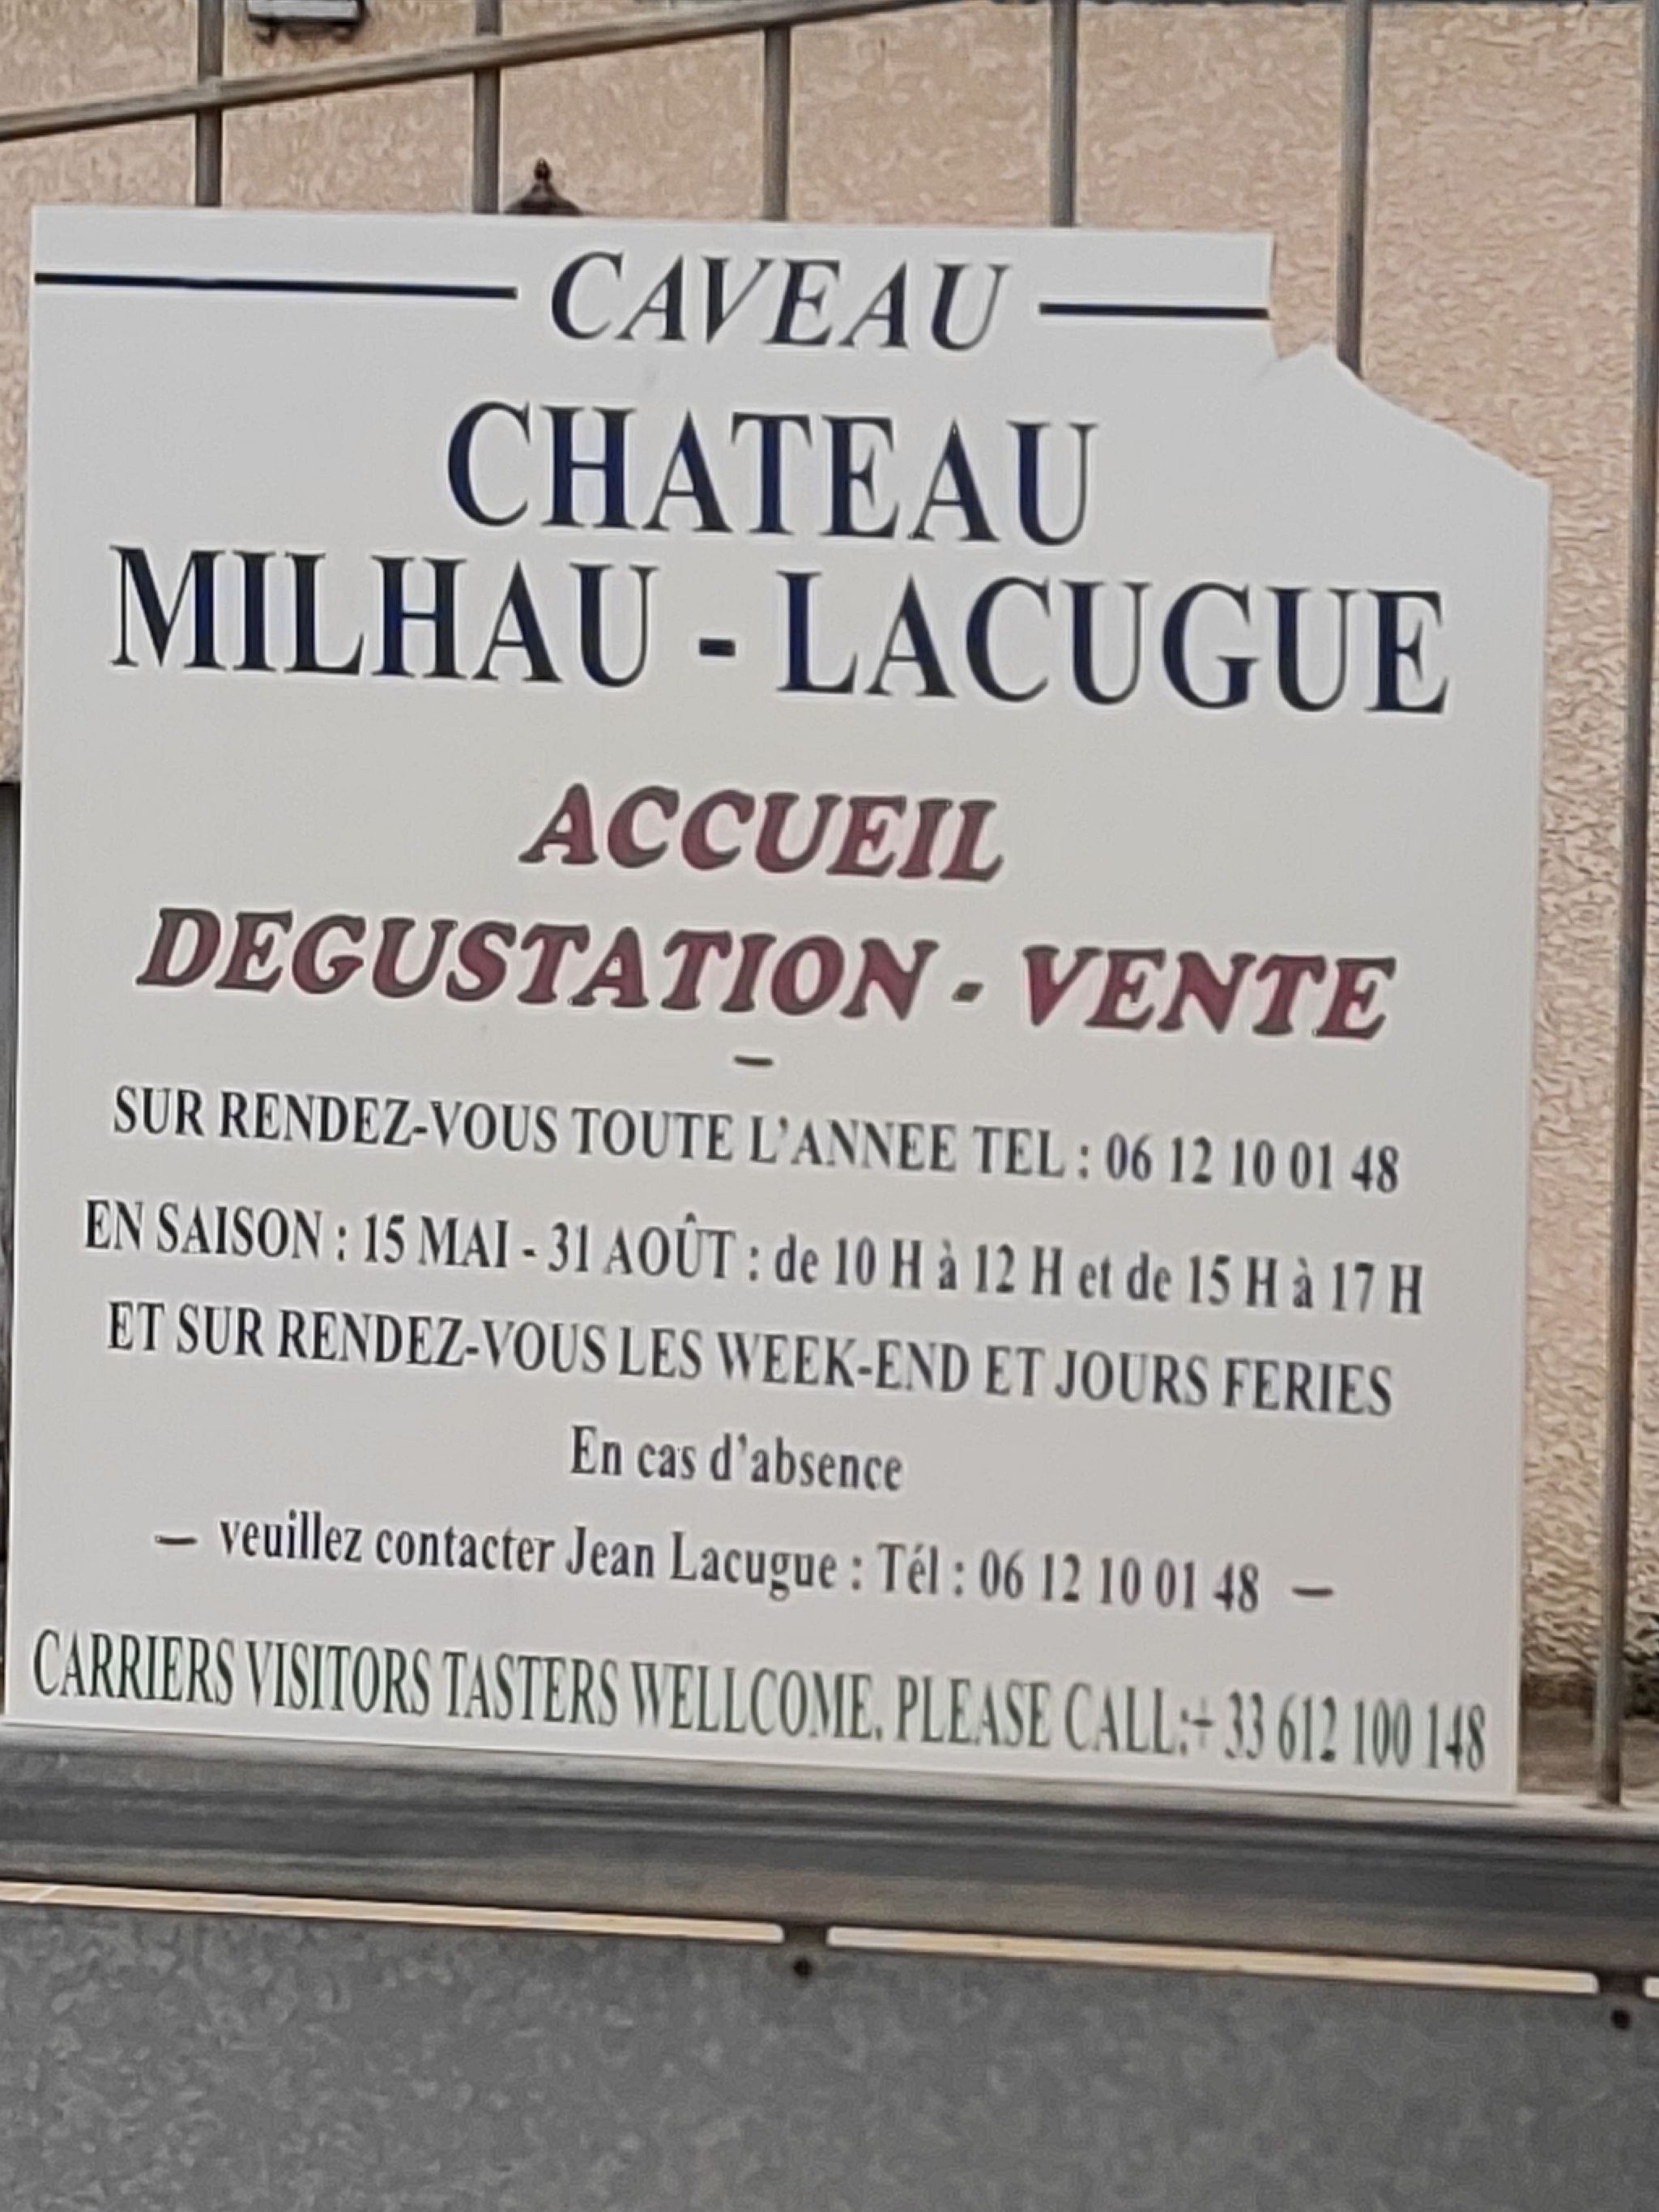 CAVEAU
CHATEAU
MILHAU - LACUGUE
ACCUEIL
DEGUSTATION - VENTE
SUR RENDEZ-VOUS TOUTE L'ANNEE TEL : 06 12 10 01 48
EN SAISON : 15 MAI - 31 AOÛT : de 10 H à 12 H et de 15 H à 17 H
ET SUR RENDEZ-VOUS LES WEEK-END ET JOURS FERIES
En cas d'absence
— veuillez contacter Jean Lacugue : Tél : 06 12 10 01 48 —
CARRIERS VISITORS TASTERS WELLCOME. PLEASE CALL:+ 33 612 100 148